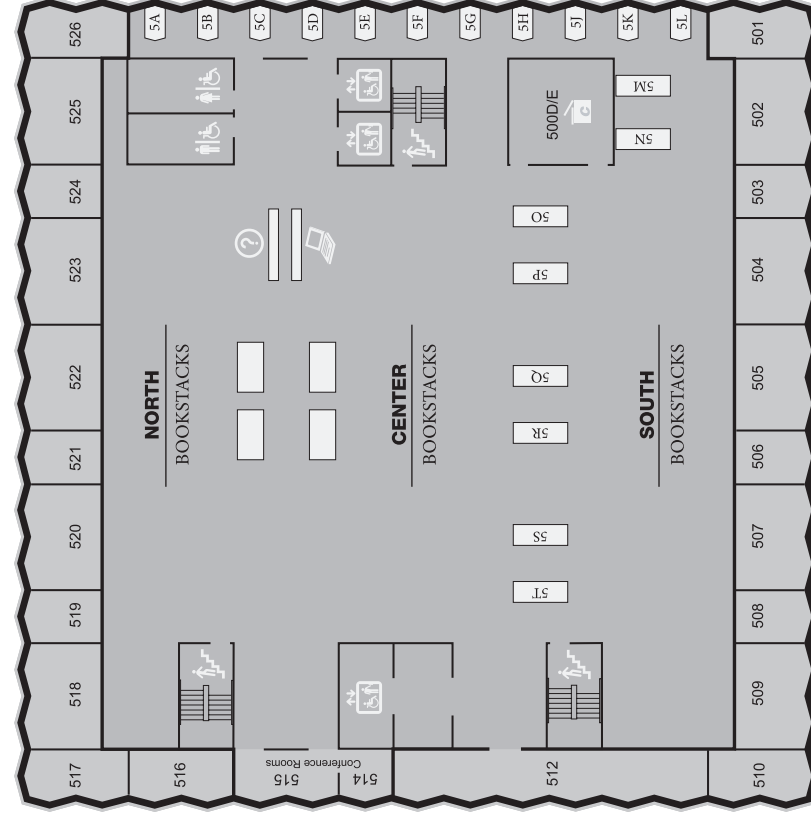 526
5A
5B
5C
5D
5E
5F
5G
5H
5J
5K
5L
501
525
500D/E
C
5M
5N
502
524
?
5O
503
523
5P
504
NORTH
BOOKSTACKS
CENTER
BOOKSTACKS
SOUTH
BOOKSTACKS
522
5Q
505
521
5R
506
520
5S
507
519
5T
508
518
509
517
516
515
Conference Rooms
514
512
510